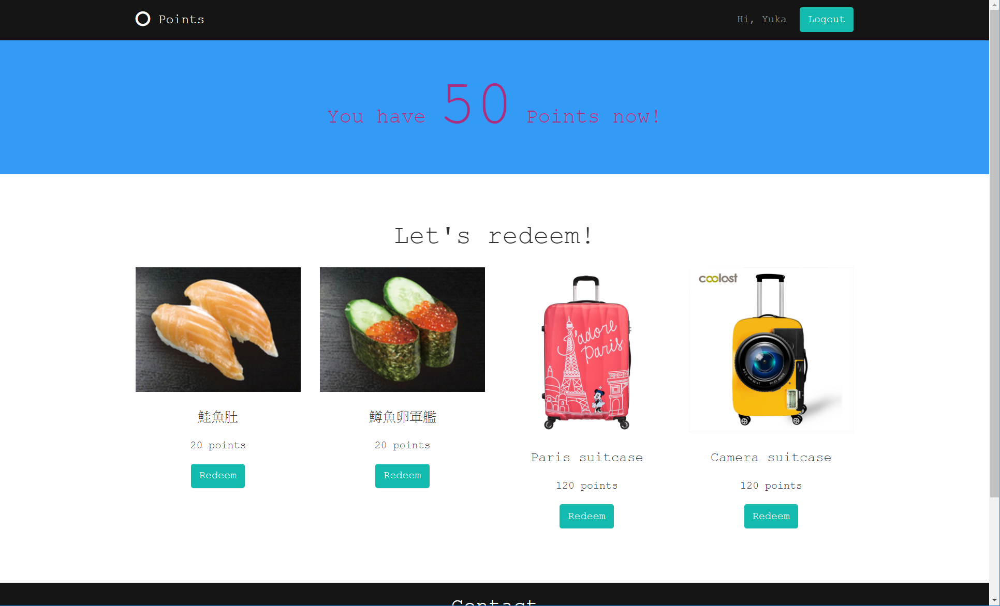 Points
Hi, Yuka
Logout
You have 50 Points now!
Let's redeem!
J'adore
Paris
coolost
ZOOM LENS
鮭魚肚
20 points
Redeem
鱒魚卵軍艦
20 points
Redeem
Paris suitcase
120 points
Redeem
Camera suitcase
120 points
Redeem
Contact